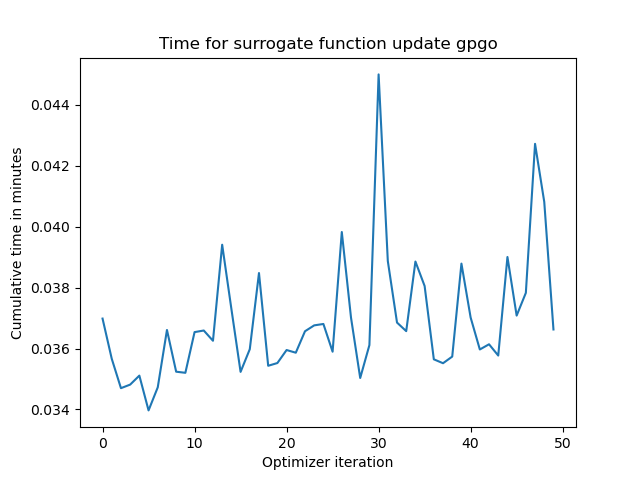 Time for surrogate function update gpgo
Cumulative time in minutes
0.044
0.042
0.040
0.038
0.036
0.034
0 10 20 30 40 50
Optimizer iteration